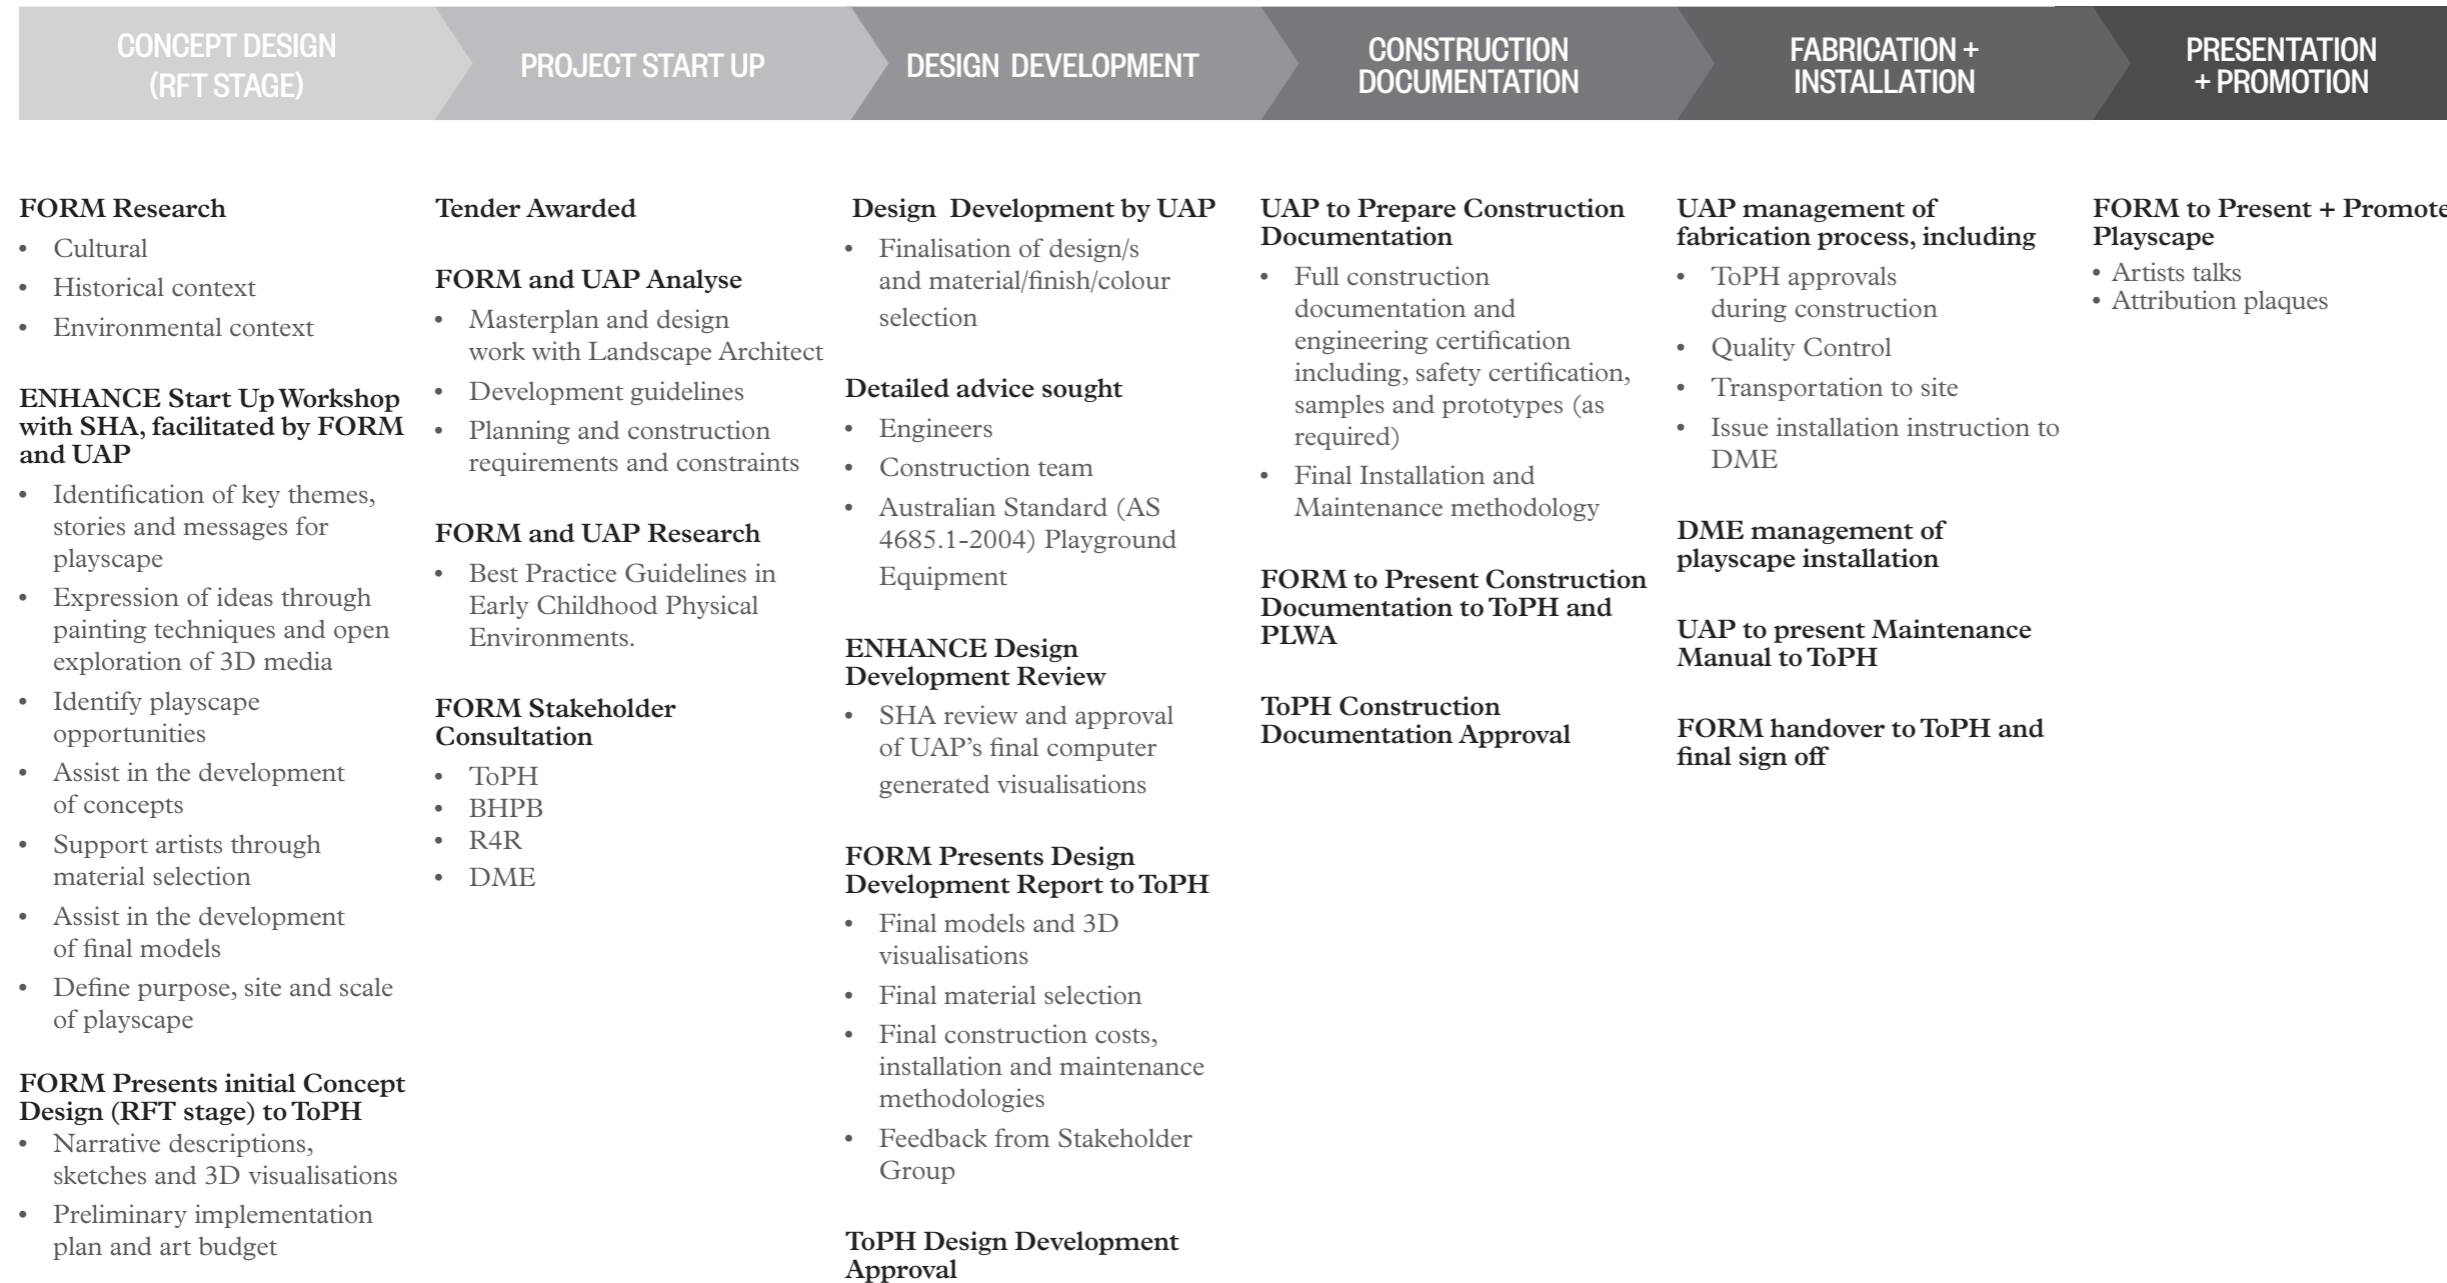 CONCEPT DESIGN
(RFT STAGE)
PROJECT START UP
DESIGN DEVELOPMENT
CONSTRUCTION
DOCUMENTATION
FABRICATION +
INSTALLATION
PRESENTATION
+ PROMOTION
FORM Research
• Cultural
• Historical context
• Environmental context
ENHANCE Start Up Workshop
with SHA, facilitated by FORM
and UAP
• Identification of key themes,
stories and messages for
playscape
• Expression of ideas through
painting techniques and open
exploration of 3D media
• Identify playscape
opportunities
• Assist in the development
of concepts
• Support artists through
material selection
• Assist in the development
of final models
• Define purpose, site and scale
of playscape
FORM Presents initial Concept
Design (RFT stage) to ToPH
• Narrative descriptions,
sketches and 3D visualisations
• Preliminary implementation
plan and art budget
Tender Awarded
FORM and UAP Analyse
• Masterplan and design
work with Landscape Architect
• Development guidelines
• Planning and construction
requirements and constraints
FORM and UAP Research
• Best Practice Guidelines in
Early Childhood Physical
Environments.
FORM Stakeholder
Consultation
• ToPH
• BHPB
• R4R
• DME
Design Development by UAP
• Finalisation of design/s
and material/finish/colour
selection
Detailed advice sought
• Engineers
• Construction team
• Australian Standard (AS
4685.1-2004) Playground
Equipment
ENHANCE Design
Development Review
• SHA review and approval
of UAP's final computer
generated visualisations
FORM Presents Design
Development Report to ToPH
• Final models and 3D
visualisations
• Final material selection
• Final construction costs,
installation and maintenance
methodologies
• Feedback from Stakeholder
Group
ToPH Design Development
Approval
UAP to Prepare Construction
Documentation
• Full construction
documentation and
engineering certification
including, safety certification,
samples and prototypes (as
required)
• Final Installation and
Maintenance methodology
FORM to Present Construction
Documentation to ToPH and
PLWA
ToPH Construction
Documentation Approval
UAP management of
fabrication process, including
• ToPH approvals
during construction
• Quality Control
• Transportation to site
• Issue installation instruction to
DME
DME management of
playscape installation
UAP to present Maintenance
Manual to ToPH
FORM handover to ToPH and
final sign off
FORM to Present + Promote
Playscape
• Artists talks
• Attribution plaques